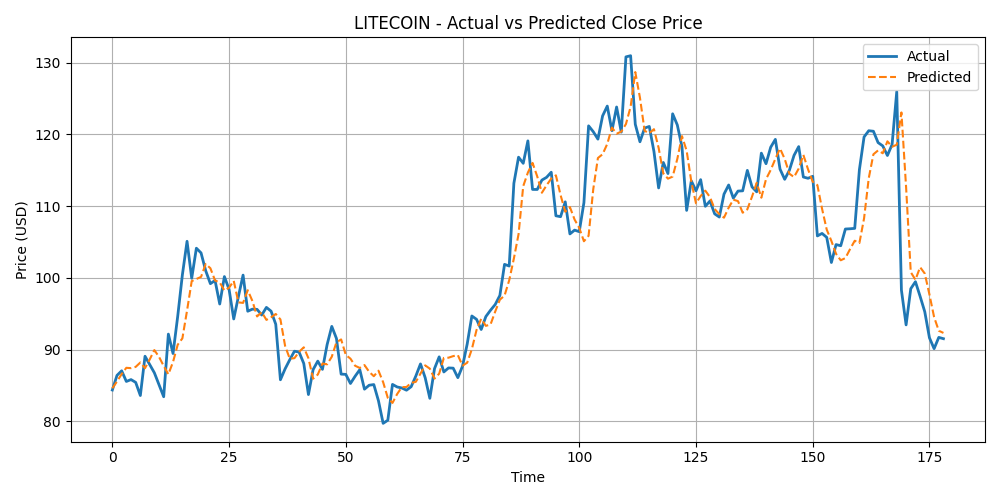 LITECOIN - Actual vs Predicted Close Price
Actual
Predicted
130
120
110
100
90
80
Price (USD)
0 25 50 75 100 125 150 175
Time